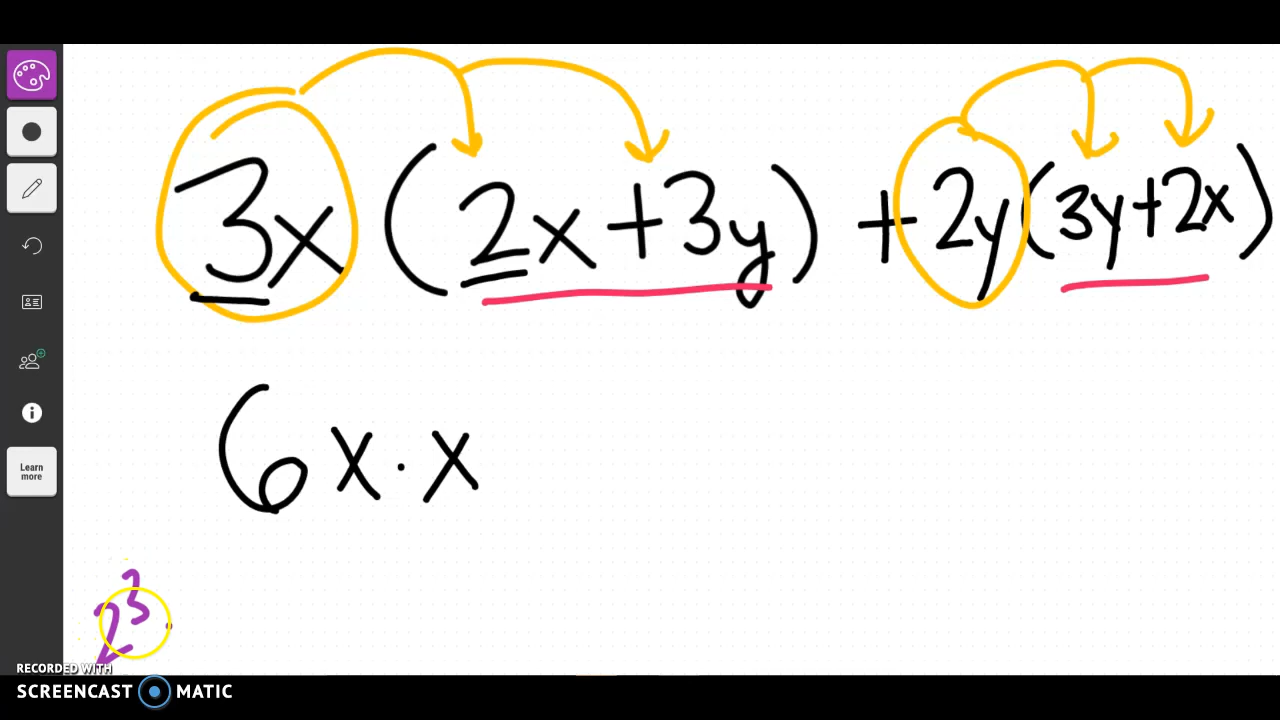 3x(2x+3y)+2y(3y+2x)
6x·x
2³
Learn
more
RECORDED WITH
SCREENCAST MATIC